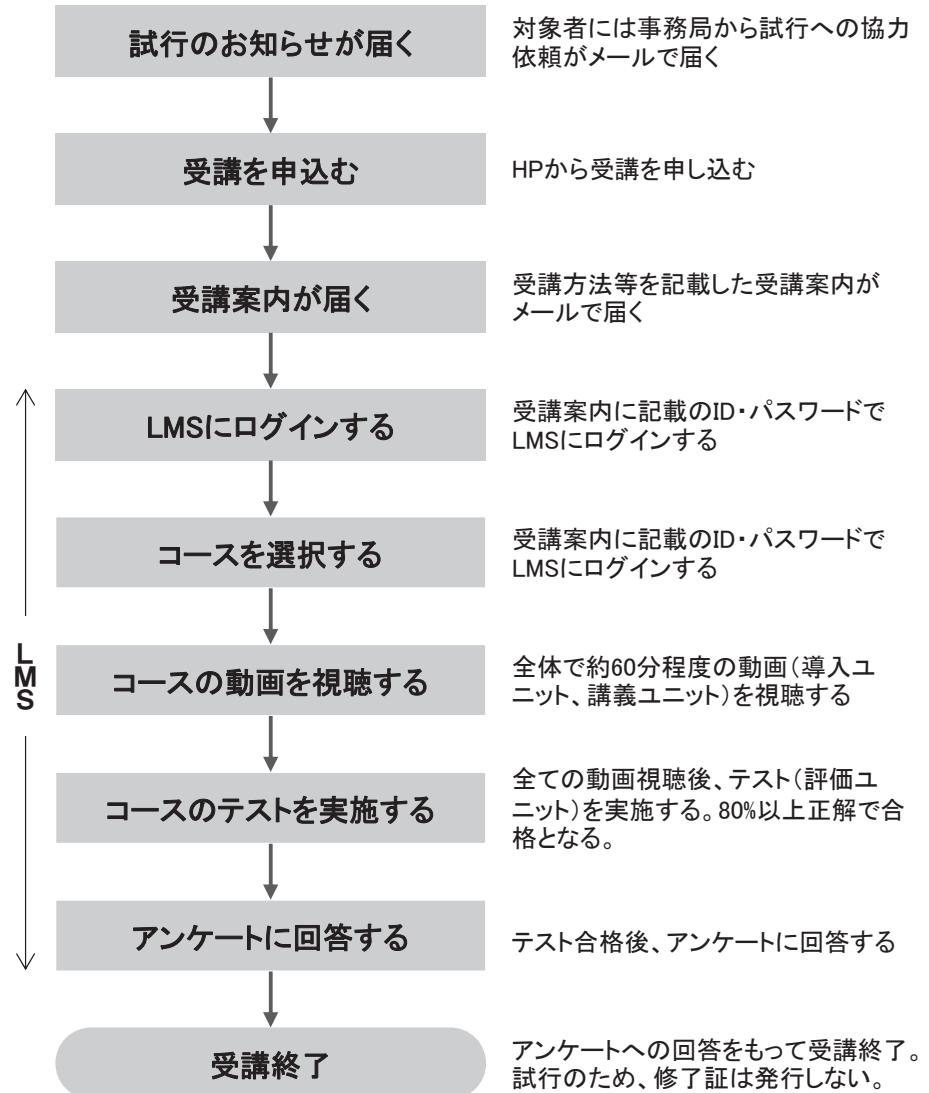 試行のお知らせが届く
対象者には事務局から試行への協力
依頼がメールで届く
受講を申込む
HPから受講を申し込む
受講案内が届く
受講方法等を記載した受講案内が
メールで届く
LMSにログインする
受講案内に記載のID・パスワードで
LMSにログインする
コースを選択する
受講案内に記載のID・パスワードで
LMSにログインする
LMS
コースの動画を視聴する
全体で約60分程度の動画(導入ユ
ニット、講義ユニット)を視聴する
コースのテストを実施する
全ての動画視聴後、テスト(評価ユ
ニット)を実施する。80%以上正解で合
格となる。
アンケートに回答する
テスト合格後、アンケートに回答する
受講終了
アンケートへの回答をもって受講終了。
試行のため、修了証は発行しない。